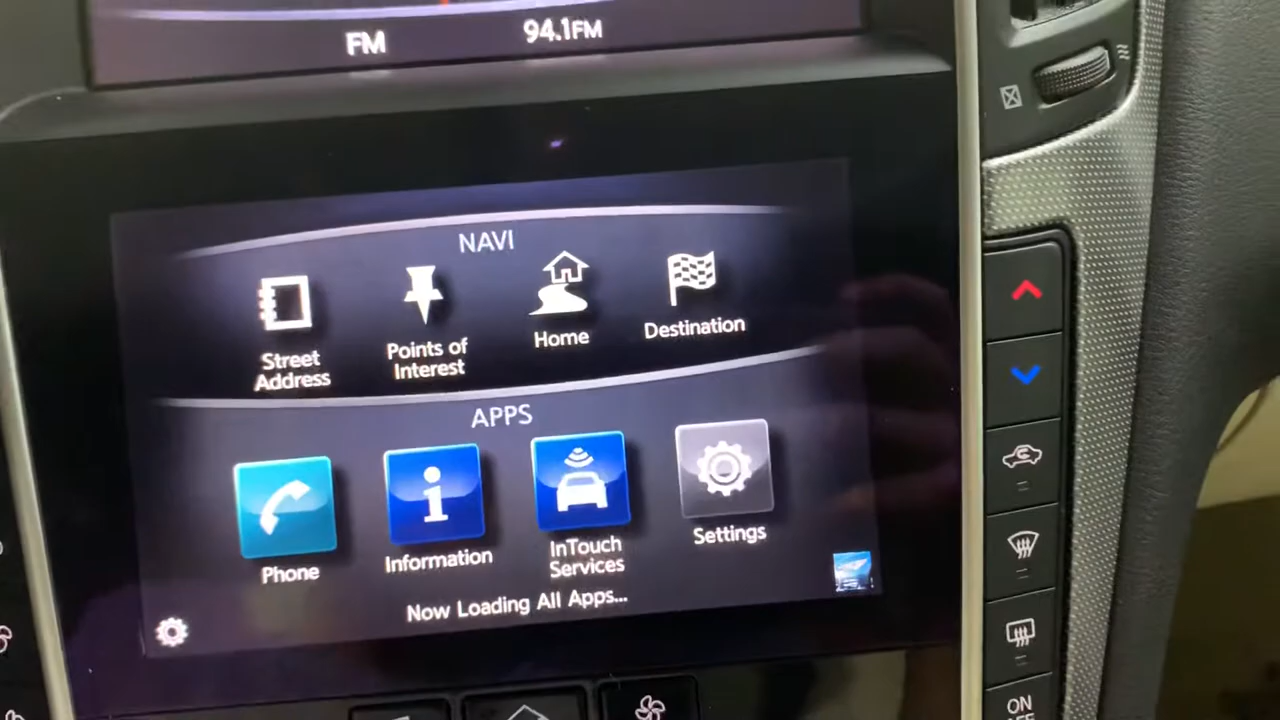 FM
94.1FM
NAVI
Street
Address
Points of
Interest
Home
Destination
APPS
Phone
Information
InTouch
Services
Settings
Now Loading All Apps...
ON